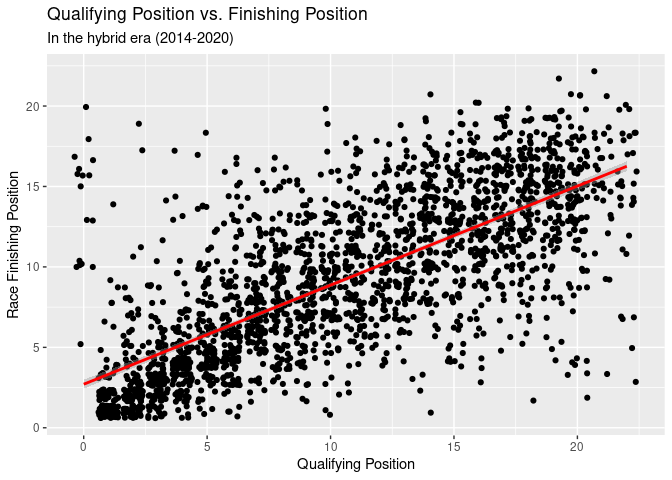 Qualifying Position vs. Finishing Position
In the hybrid era (2014-2020)
Race Finishing Position
20
15
10
5
0
0 5 10 15 20
Qualifying Position